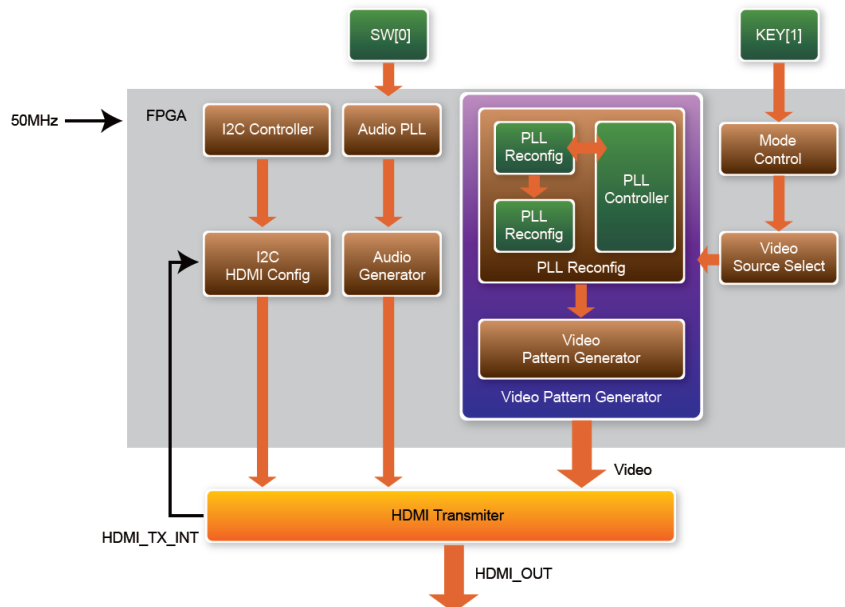 SW[0]
KEY[1]
50MHz
FPGA
I2C Controller
Audio PLL
PLL
Reconfig
PLL
Controller
PLL
Reconfig
PLL Reconfig
Mode
Control
I2C
HDMI Config
Audio
Generator
Video
Source Select
Video
Pattern Generator
Video Pattern Generator
Video
HDMI Transmiter
HDMI_TX_INT
HDMI_OUT